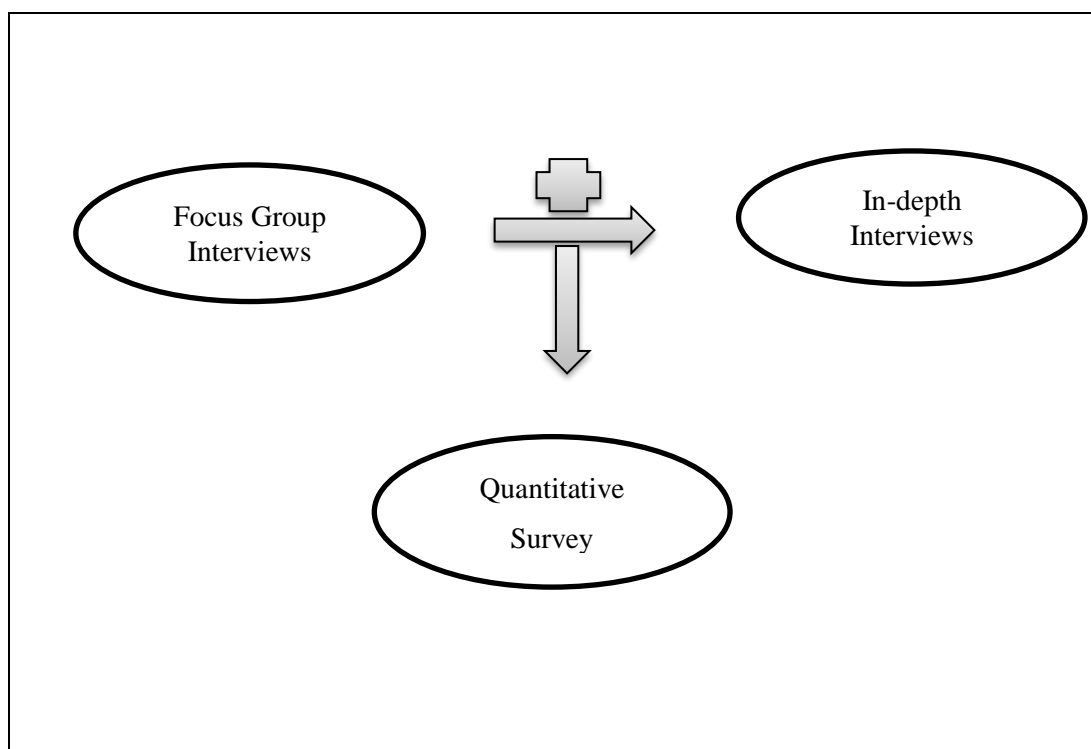 Focus Group
Interviews
In-depth
Interviews
Quantitative
Survey